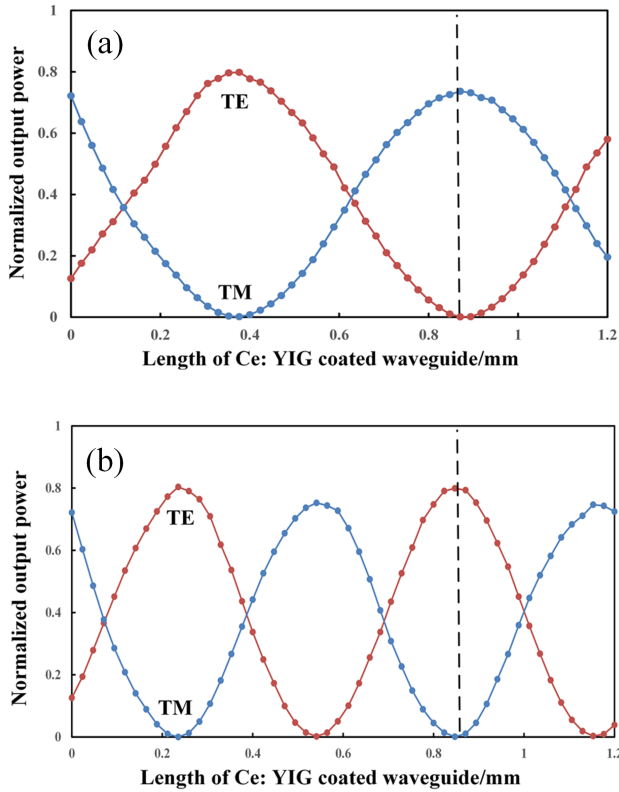 (a)
Normalized output power
1
0.8
0.6
0.4
0.2
0
TE
TM
0 0.2 0.4 0.6 0.8 1 1.2
Length of Ce: YIG coated waveguide/mm
(b)
Normalized output power
1
0.8
0.6
0.4
0.2
0
TE
TM
0 0.2 0.4 0.6 0.8 1 1.2
Length of Ce: YIG coated waveguide/mm